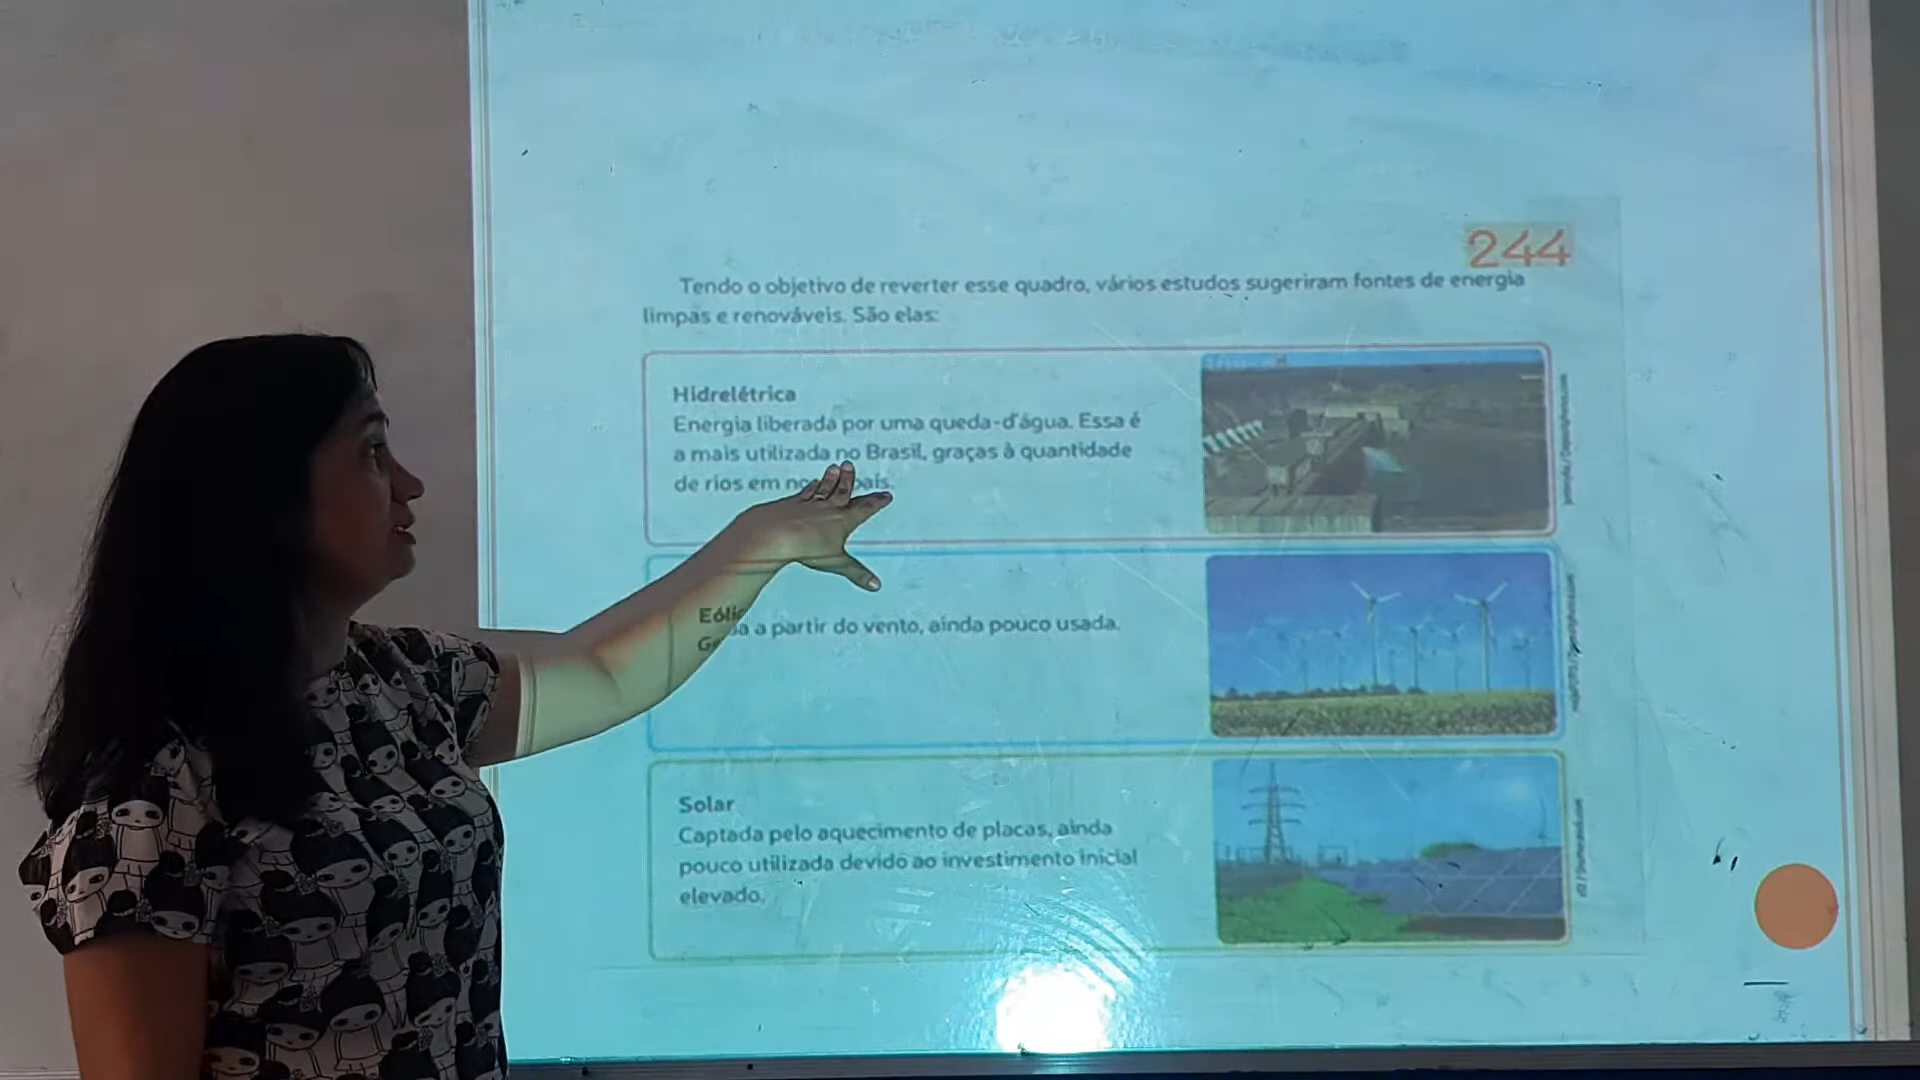 244
Tendo o objetivo de reverter esse quadro, vários estudos sugeriram fontes de energia
limpas e renováveis. São elas:
Hidrelétrica
Energia liberada por uma queda-d'água. Essa é
a mais utilizada no Brasil, graças à quantidade
de rios em país.
a partir do vento, ainda pouco usada.
Solar
Captada pelo aquecimento de placas, ainda
pouco utilizada devido ao investimento inicial
elevado.